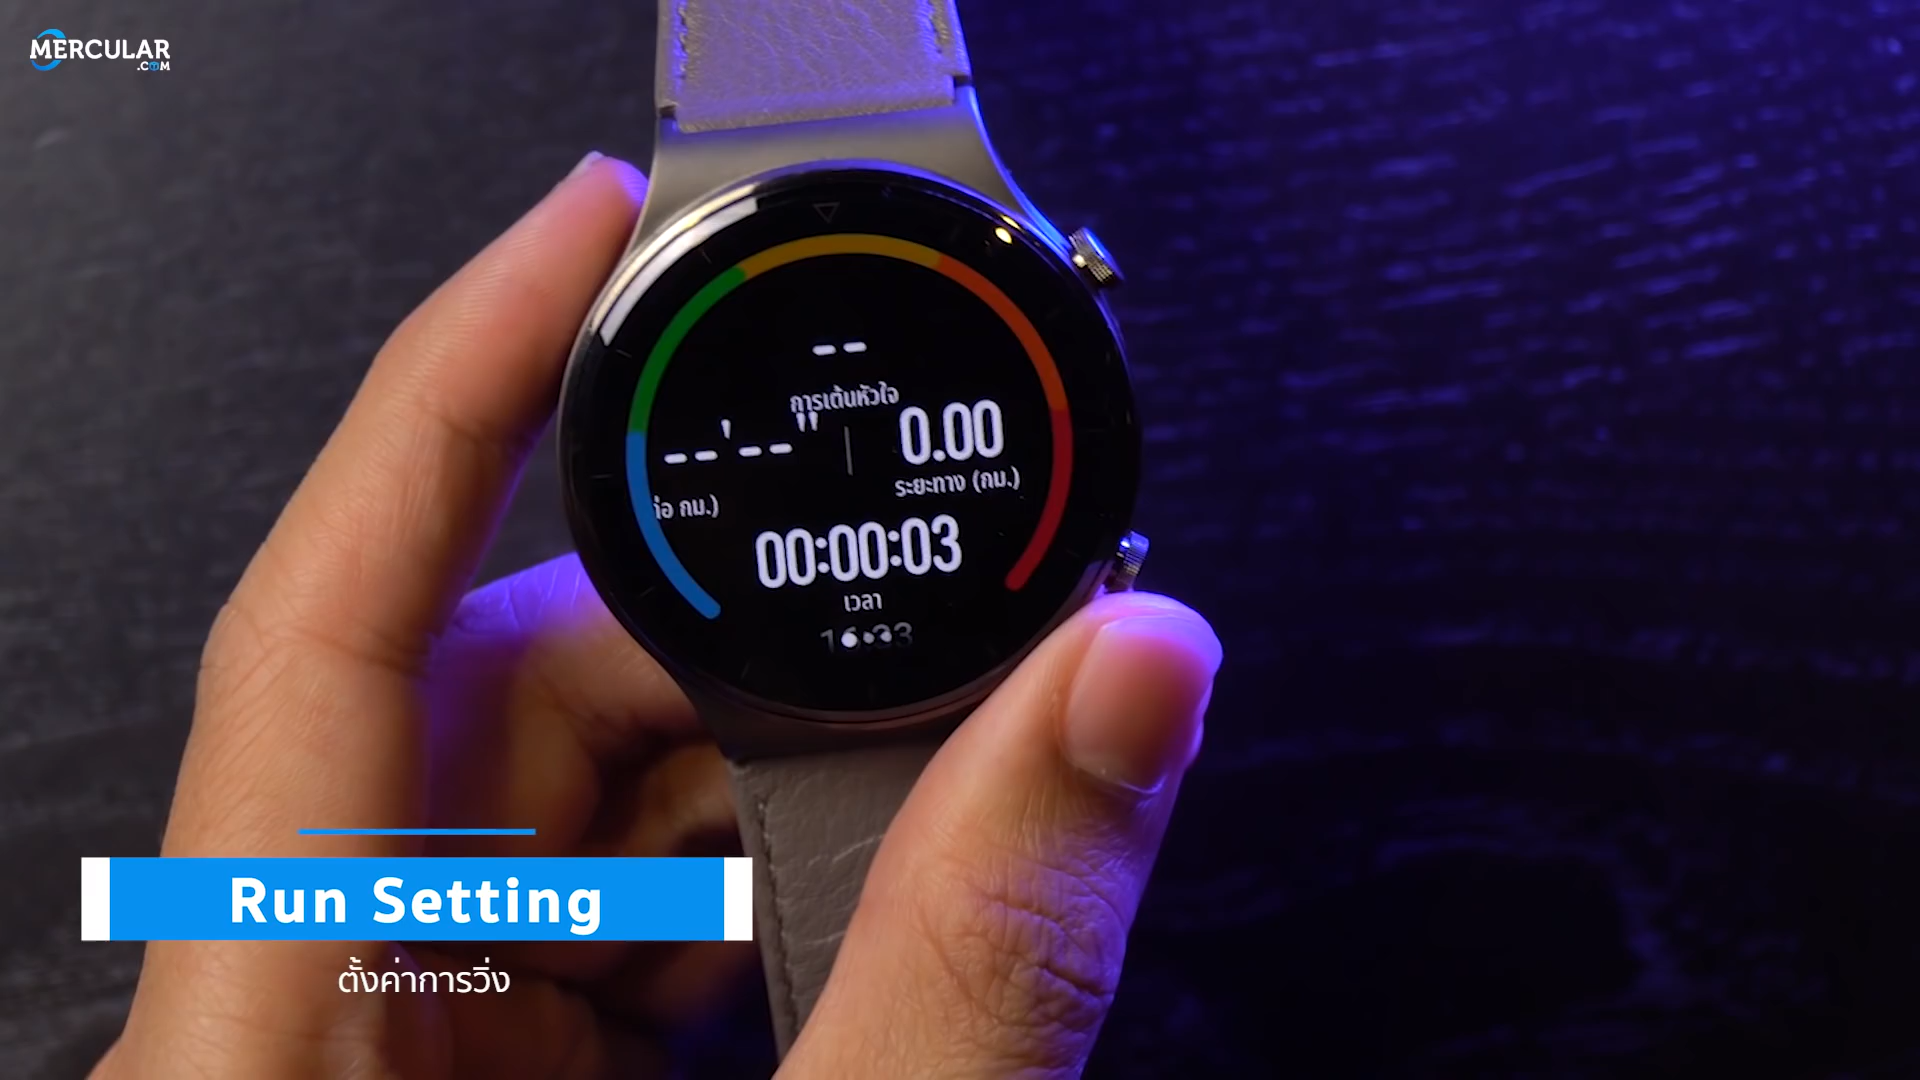 MERCULAR
.COM
--
การเต้นหัวใจ
--'--"
0.00
ระยะทาง (กม.)
ต่อ กม.)
00:00:03
เวลา
Run Setting
ตั้งค่าการวิ่ง